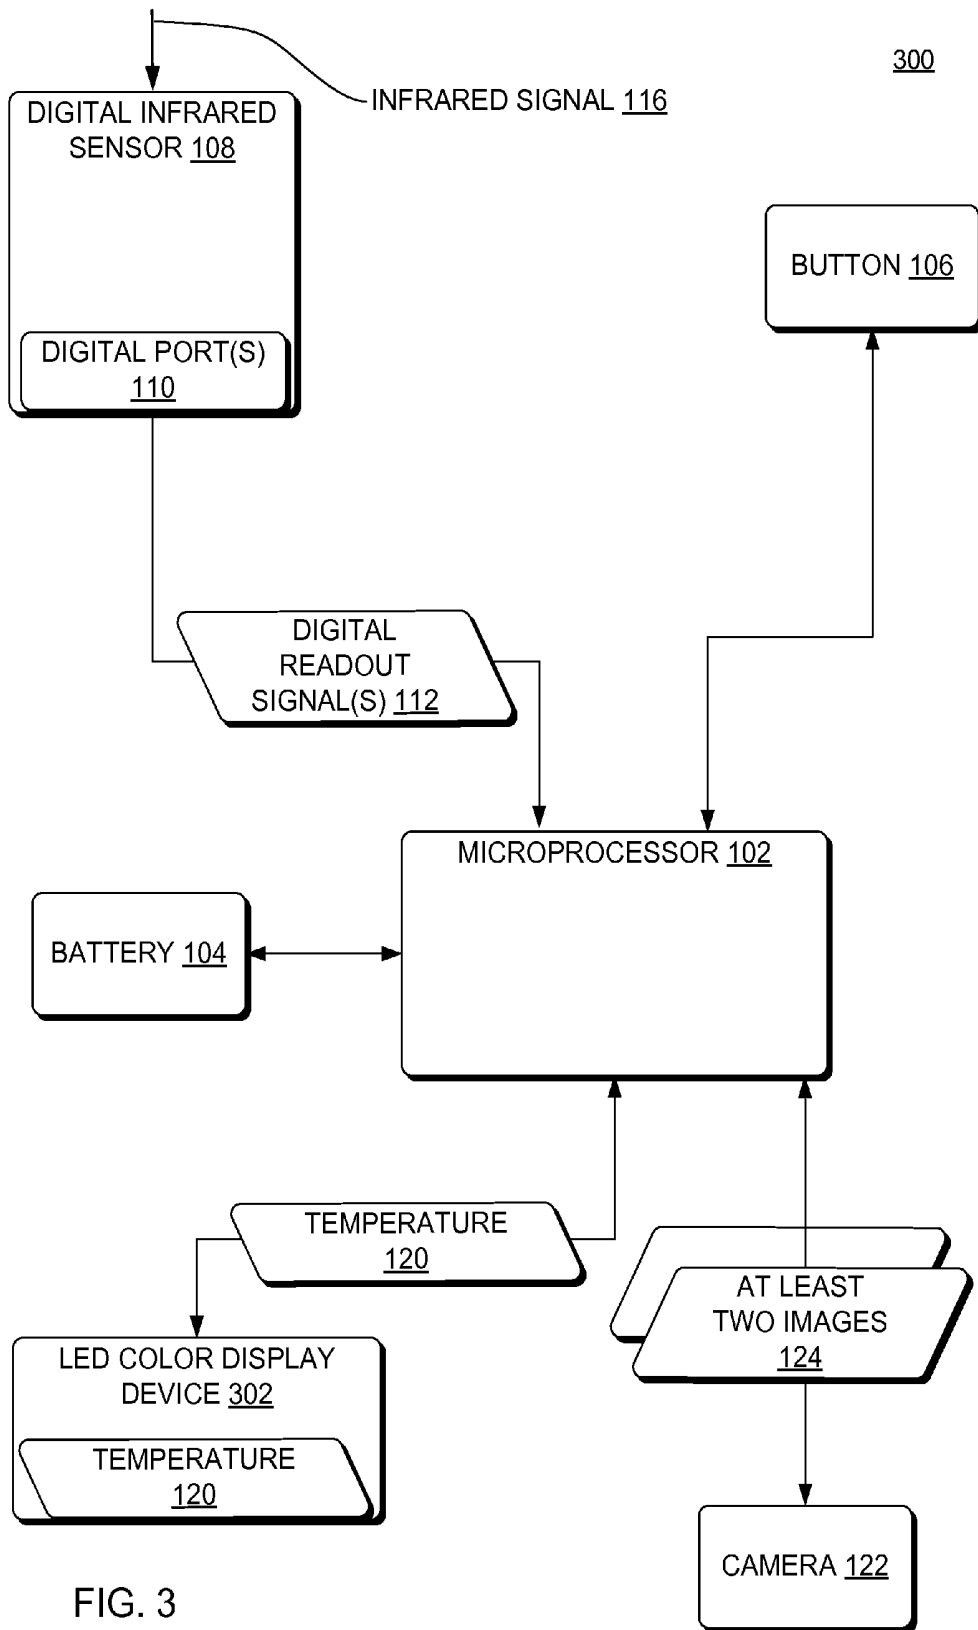 300
INFRARED SIGNAL 116
DIGITAL INFRARED
SENSOR 108
BUTTON 106
DIGITAL PORT(S)
110
DIGITAL
READOUT
SIGNAL(S) 112
MICROPROCESSOR 102
BATTERY 104
TEMPERATURE
120
AT LEAST
TWO IMAGES
124
LED COLOR DISPLAY
DEVICE 302
TEMPERATURE
120
CAMERA 122
FIG. 3